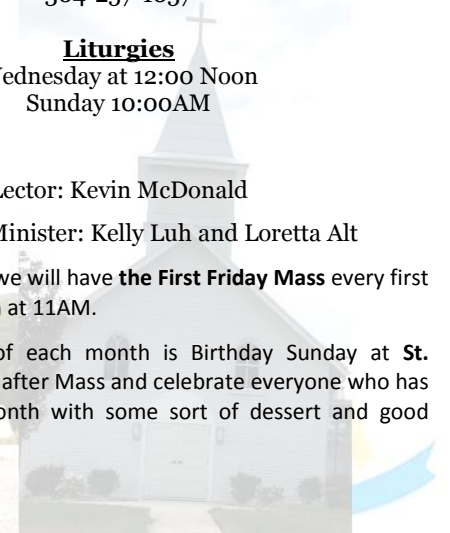 Liturgies
Wednesday at 12:00 Noon
Sunday 10:00AM
Lector: Kevin McDonald
Minister: Kelly Luh and Loretta Alt
we will have the First Friday Mass every first
at 11AM.
of each month is Birthday Sunday at St.
after Mass and celebrate everyone who has
with some sort of dessert and good